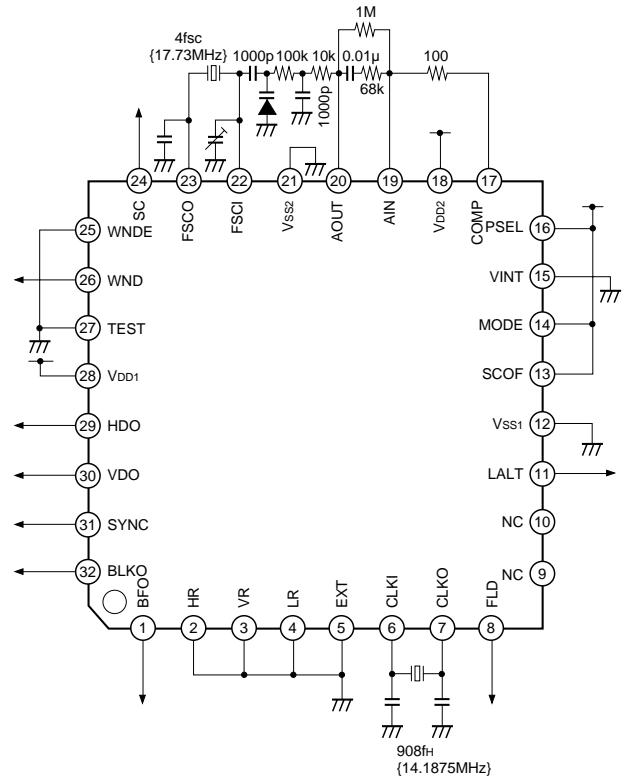 1M
4fsc
{17.73MHz}
1000p 100k 10k 0.01μ 100
1000p
68k
24 23 22 21 20 19 18 17
SC
FSCO
FSCI
VSS2
AOUT
AIN
VDD2
COMP
25 WNDE
26 WND
27 TEST
28 VDD1
29 HDO
30 VDO
31 SYNC
32 BLKO
PSEL 16
VINT 15
MODE 14
SCOF 13
VSS1 12
LALT 11
NC 10
NC 9
BFO
HR
VR
LR
EXT
CLKI
CLKO
FLD
1 2 3 4 5 6 7 8
908fH
{14.1875MHz}